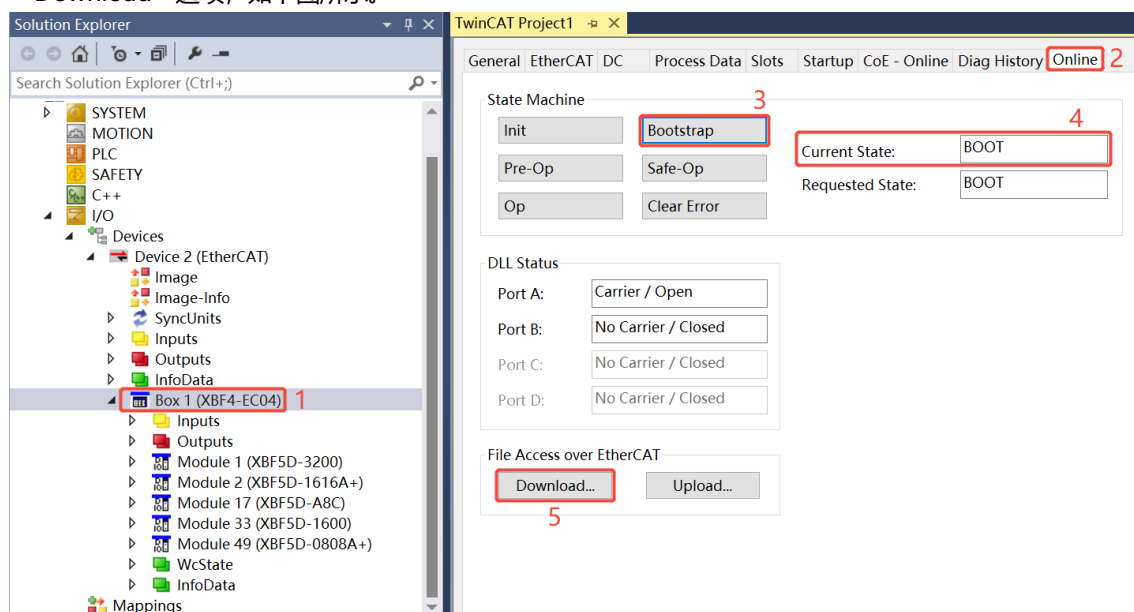 Download
Solution Explorer
Search Solution Explorer (Ctrl+;)
SYSTEM
MOTION
PLC
SAFETY
C++
I/O
Devices
Device 2 (EtherCAT)
Image
Image-Info
SyncUnits
Inputs
Outputs
InfoData
Box 1 (XBF4-EC04) 1
Inputs
Outputs
Module 1 (XBF5D-3200)
Module 2 (XBF5D-1616A+)
Module 17 (XBF5D-A8C)
Module 33 (XBF5D-1600)
Module 49 (XBF5D-0808A+)
WcState
InfoData
Mappings
TwinCAT Project1
General EtherCAT DC Process Data Slots Startup CoE - Online Diag History Online 2
State Machine 3
Init Bootstrap
Pre-Op Safe-Op
Op Clear Error
4
Current State: BOOT
Requested State: BOOT
DLL Status
Port A: Carrier / Open
Port B: No Carrier / Closed
Port C: No Carrier / Closed
Port D: No Carrier / Closed
File Access over EtherCAT
Download... Upload...
5